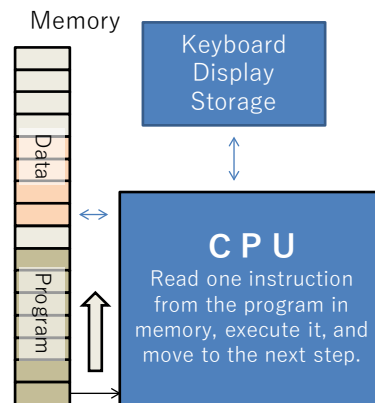 Memory
Keyboard
Display
Storage
Data
Program
CPU
Read one instruction
from the program in
memory, execute it, and
move to the next step.